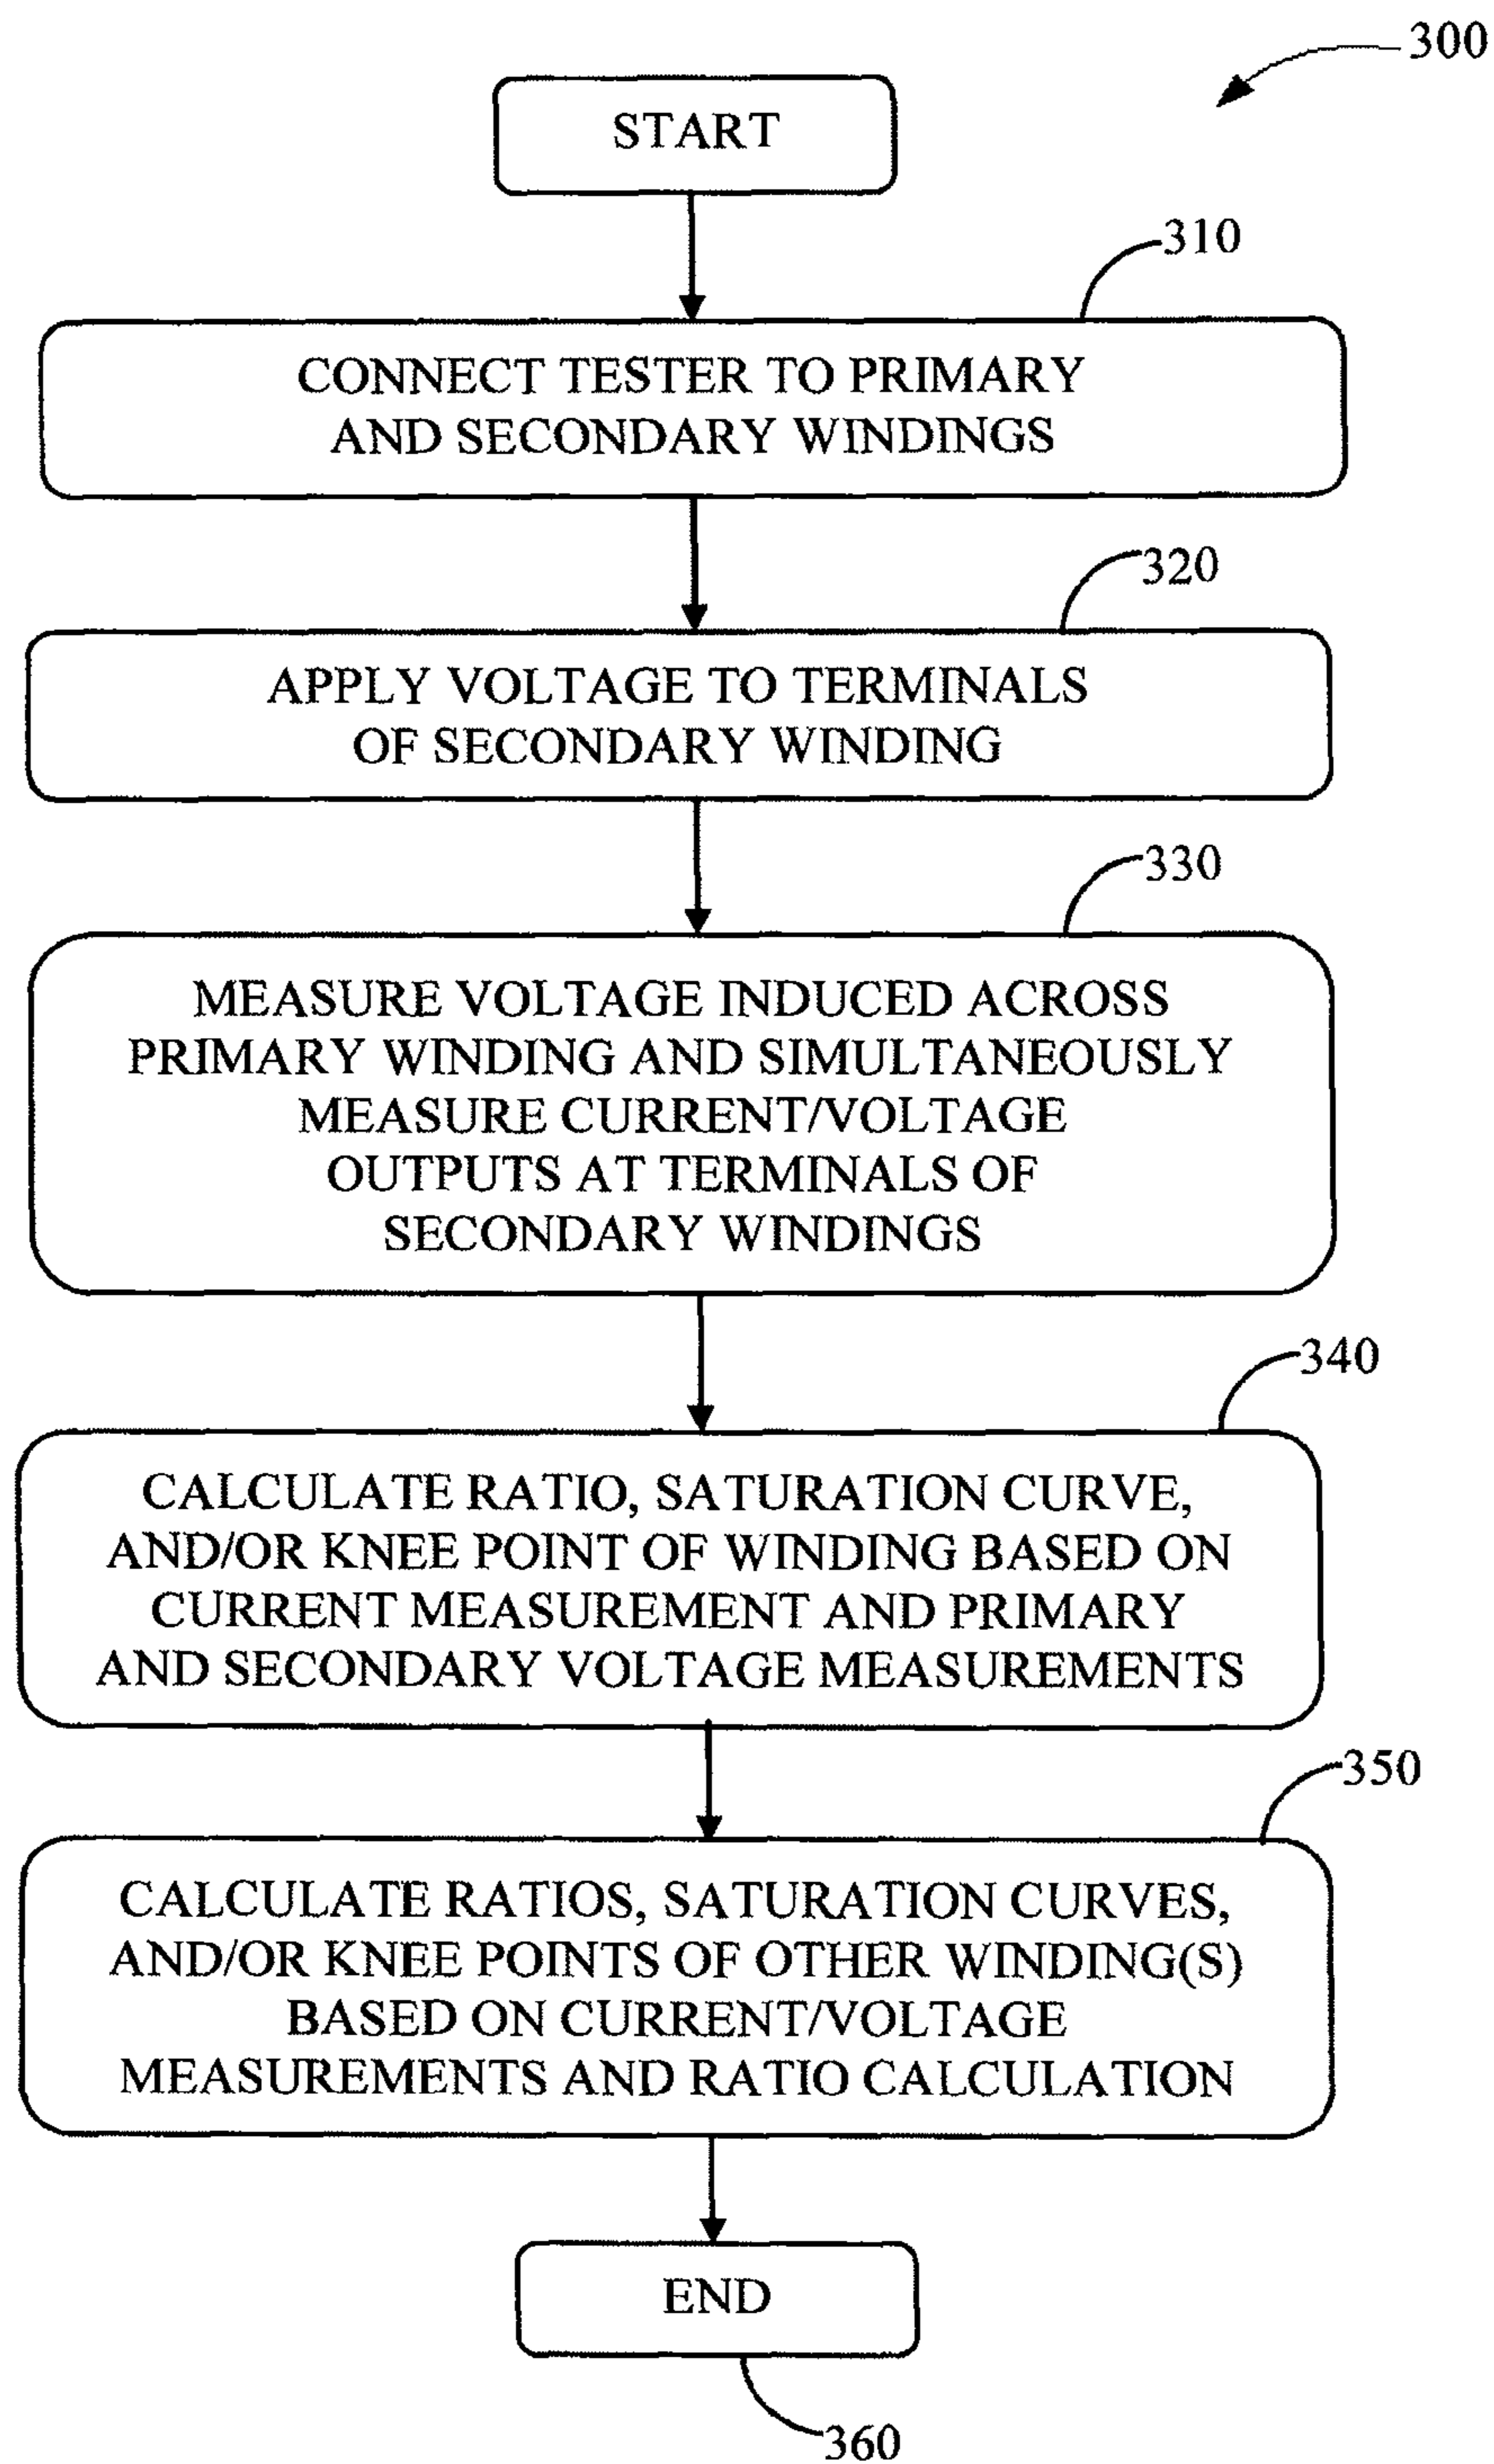 300
START
310
CONNECT TESTER TO PRIMARY
AND SECONDARY WINDINGS
320
APPLY VOLTAGE TO TERMINALS
OF SECONDARY WINDING
330
MEASURE VOLTAGE INDUCED ACROSS
PRIMARY WINDING AND SIMULTANEOUSLY
MEASURE CURRENT/VOLTAGE
OUTPUTS AT TERMINALS OF
SECONDARY WINDINGS
340
CALCULATE RATIO, SATURATION CURVE,
AND/OR KNEE POINT OF WINDING BASED ON
CURRENT MEASUREMENT AND PRIMARY
AND SECONDARY VOLTAGE MEASUREMENTS
350
CALCULATE RATIOS, SATURATION CURVES,
AND/OR KNEE POINTS OF OTHER WINDING(S)
BASED ON CURRENT/VOLTAGE
MEASUREMENTS AND RATIO CALCULATION
END
360